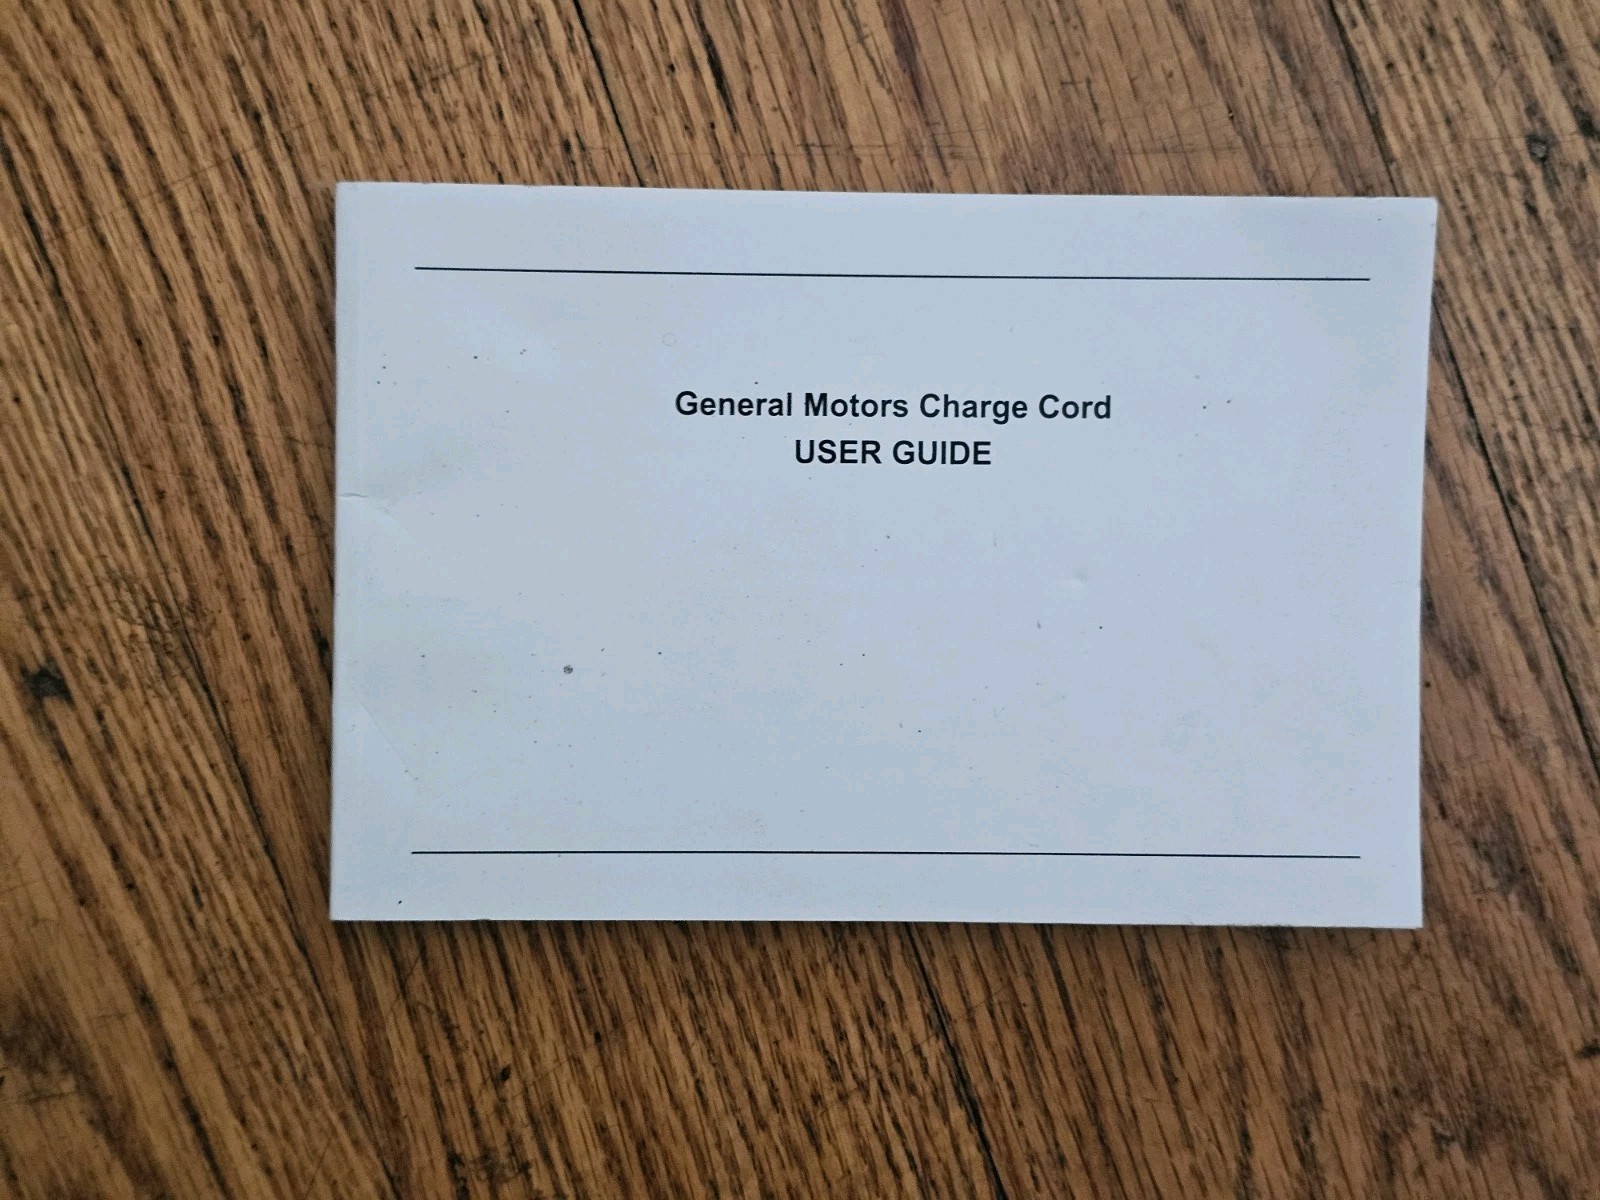 General Motors Charge Cord
USER GUIDE